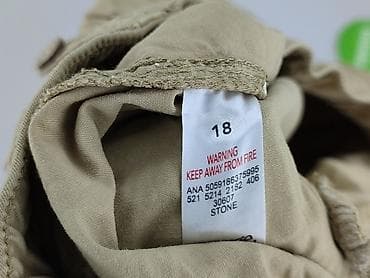 18
WARNING
KEEP AWAY FROM FIRE
ANA 5059186375995
521 5214 2152 406
30607
STONE